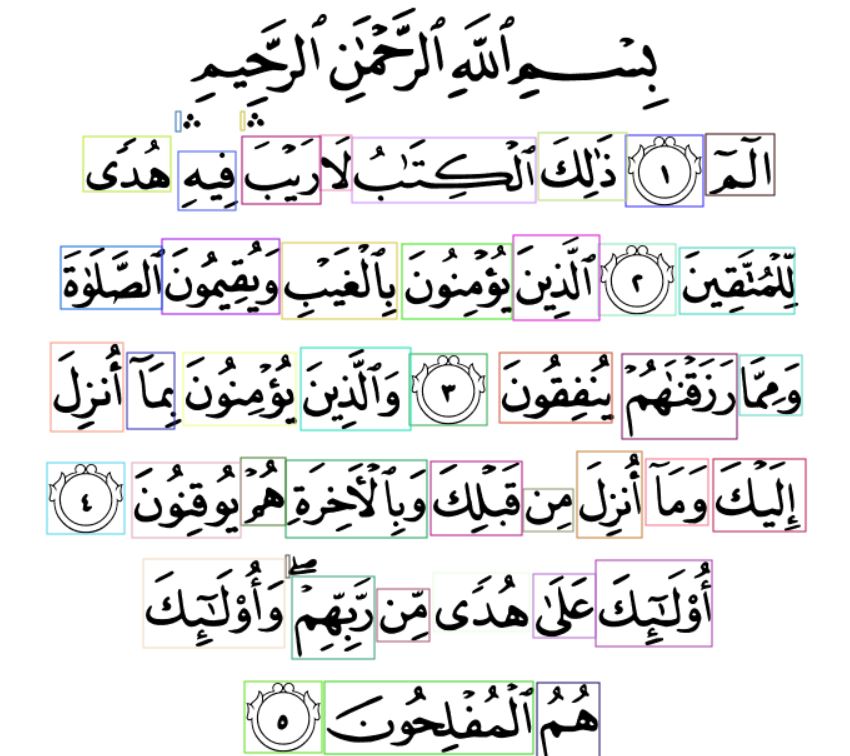 بِسْمِ ٱللَّهِ ٱلرَّحْمَٰنِ ٱلرَّحِيمِ
الٓمٓ ١ ذَٰلِكَ ٱلْكِتَٰبُ لَا رَيْبَ ۛ فِيهِ ۛ هُدًى
لِّلْمُتَّقِينَ ٢ ٱلَّذِينَ يُؤْمِنُونَ بِٱلْغَيْبِ وَيُقِيمُونَ ٱلصَّلَوٰةَ
وَمِمَّا رَزَقْنَٰهُمْ يُنفِقُونَ ٣ وَٱلَّذِينَ يُؤْمِنُونَ بِمَآ أُنزِلَ
إِلَيْكَ وَمَآ أُنزِلَ مِن قَبْلِكَ وَبِٱلْـَٔاخِرَةِ هُمْ يُوقِنُونَ ٤
أُو۟لَٰٓئِكَ عَلَىٰ هُدًى مِّن رَّبِّهِمْ ۖ وَأُو۟لَٰٓئِكَ
هُمُ ٱلْمُفْلِحُونَ ٥